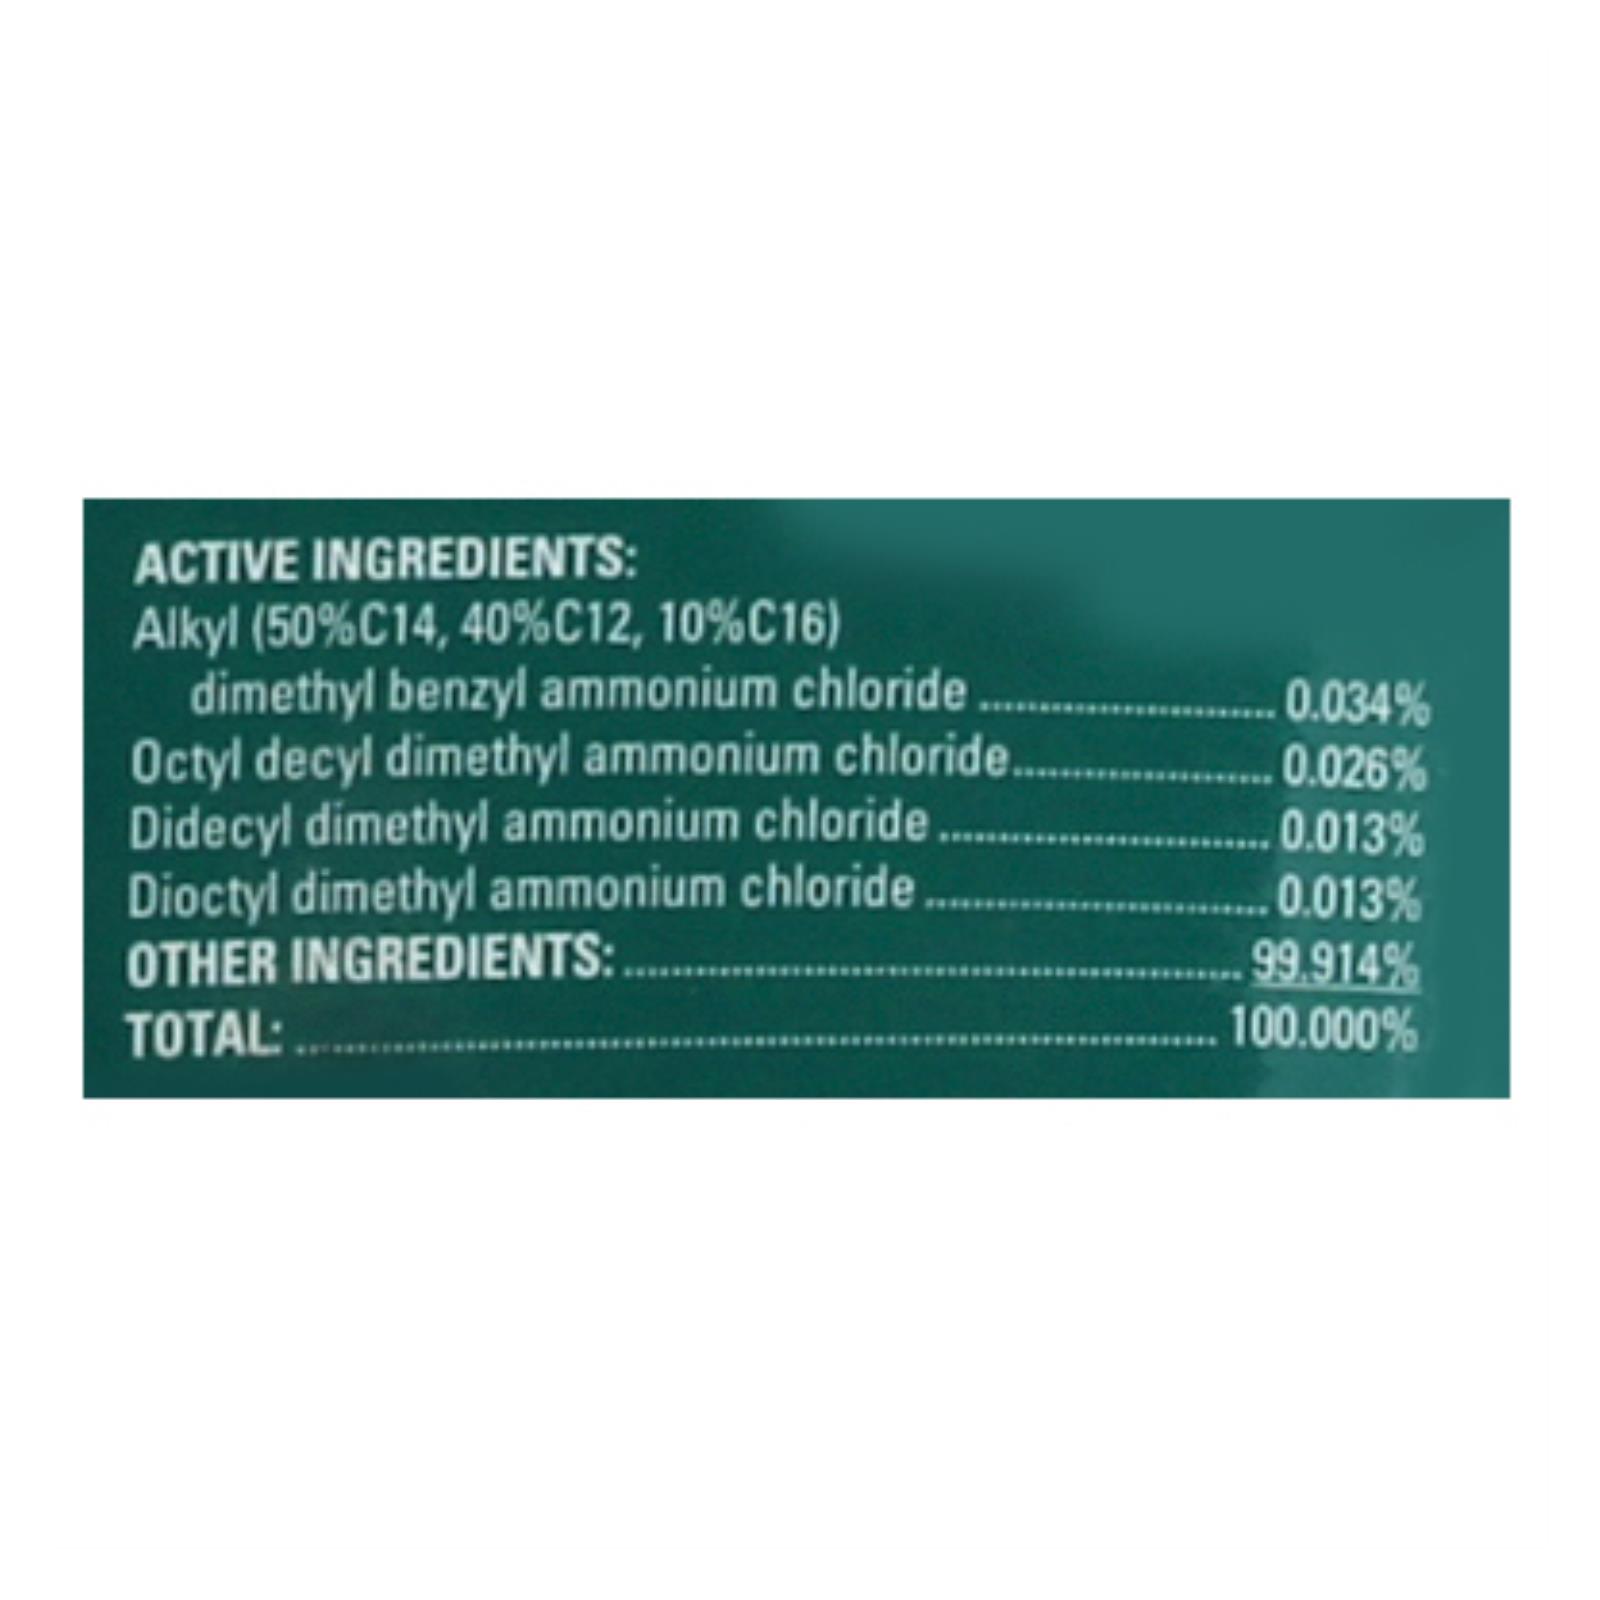 ACTIVE INGREDIENTS:
Alkyl (50%C14, 40%C12, 10%C16)
dimethyl benzyl ammonium chloride ........................ 0.034%
Octyl decyl dimethyl ammonium chloride..................... 0.026%
Didecyl dimethyl ammonium chloride ........................... 0.013%
Dioctyl dimethyl ammonium chloride ............................ 0.013%
OTHER INGREDIENTS: .................................................. 99.914%
TOTAL: ........................................................................... 100.000%